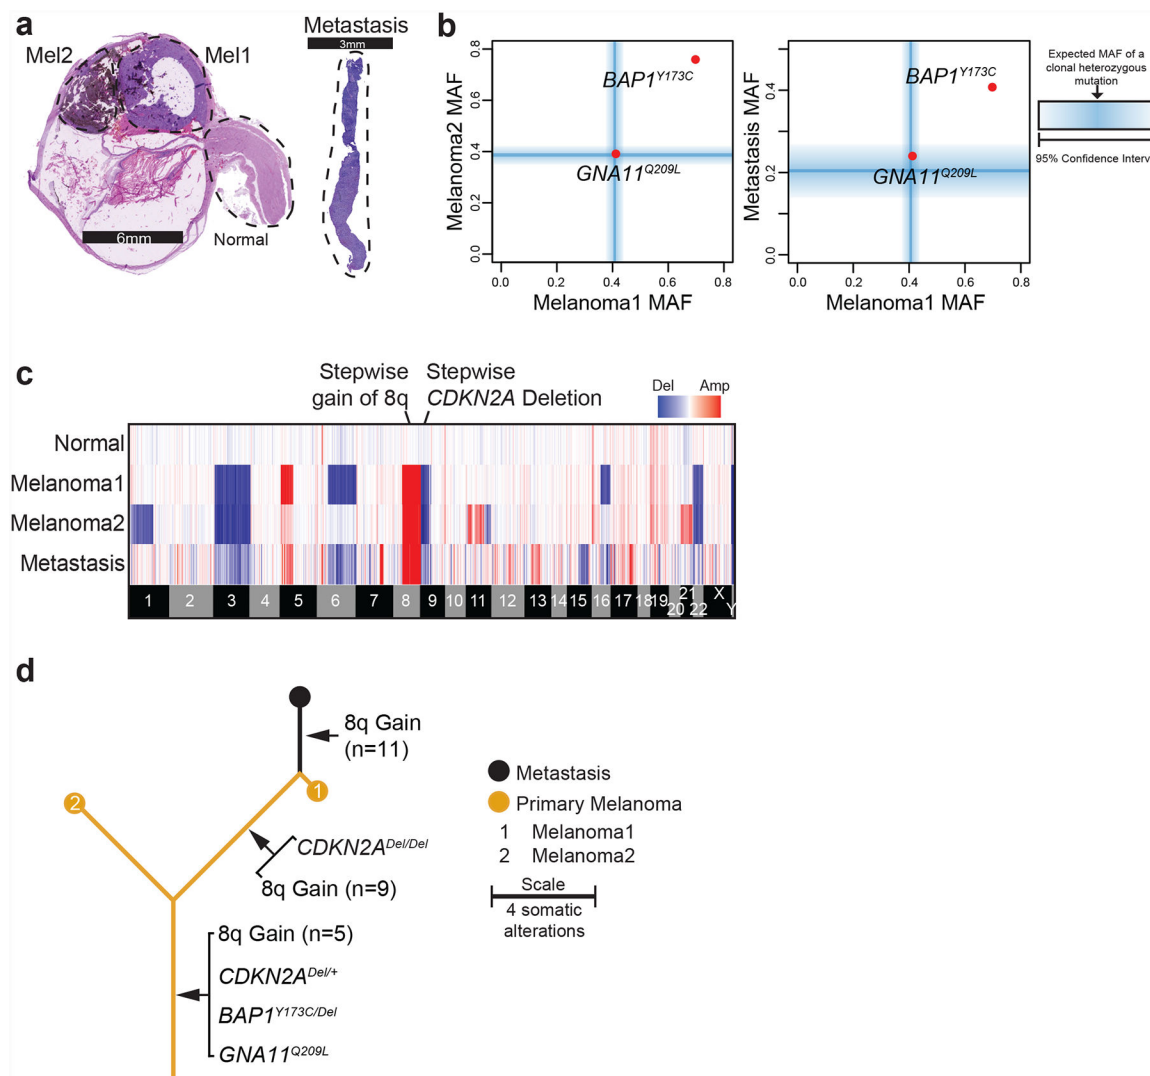 a
Mel2
Mel1
Metastasis
3mm
6mm
Normal
b
Melanoma2 MAF
0.0
0.2
0.4
0.6
0.8
BAP1Y173C
GNA11Q209L
0.0 0.2 0.4 0.6 0.8
Melanoma1 MAF
Metastasis MAF
0.0
0.2
0.4
BAP1Y173C
GNA11Q209L
0.0 0.2 0.4 0.6 0.8
Melanoma1 MAF
Expected MAF of a
clonal heterozygous
mutation
95% Confidence Interv
c
Stepwise
gain of 8q
Stepwise
CDKN2A Deletion
Del Amp
Normal
Melanoma1
Melanoma2
Metastasis
1 2 3 4 5 6 7 8 9 10 11 12 13 14 15 16 17 18 19 20 21 22 X Y
d
8q Gain
(n=11)
1
2
CDKN2ADel/Del
8q Gain (n=9)
8q Gain (n=5)
CDKN2ADel/+
BAP1Y173C/Del
GNA11Q209L
Metastasis
Primary Melanoma
1 Melanoma1
2 Melanoma2
Scale
4 somatic
alterations